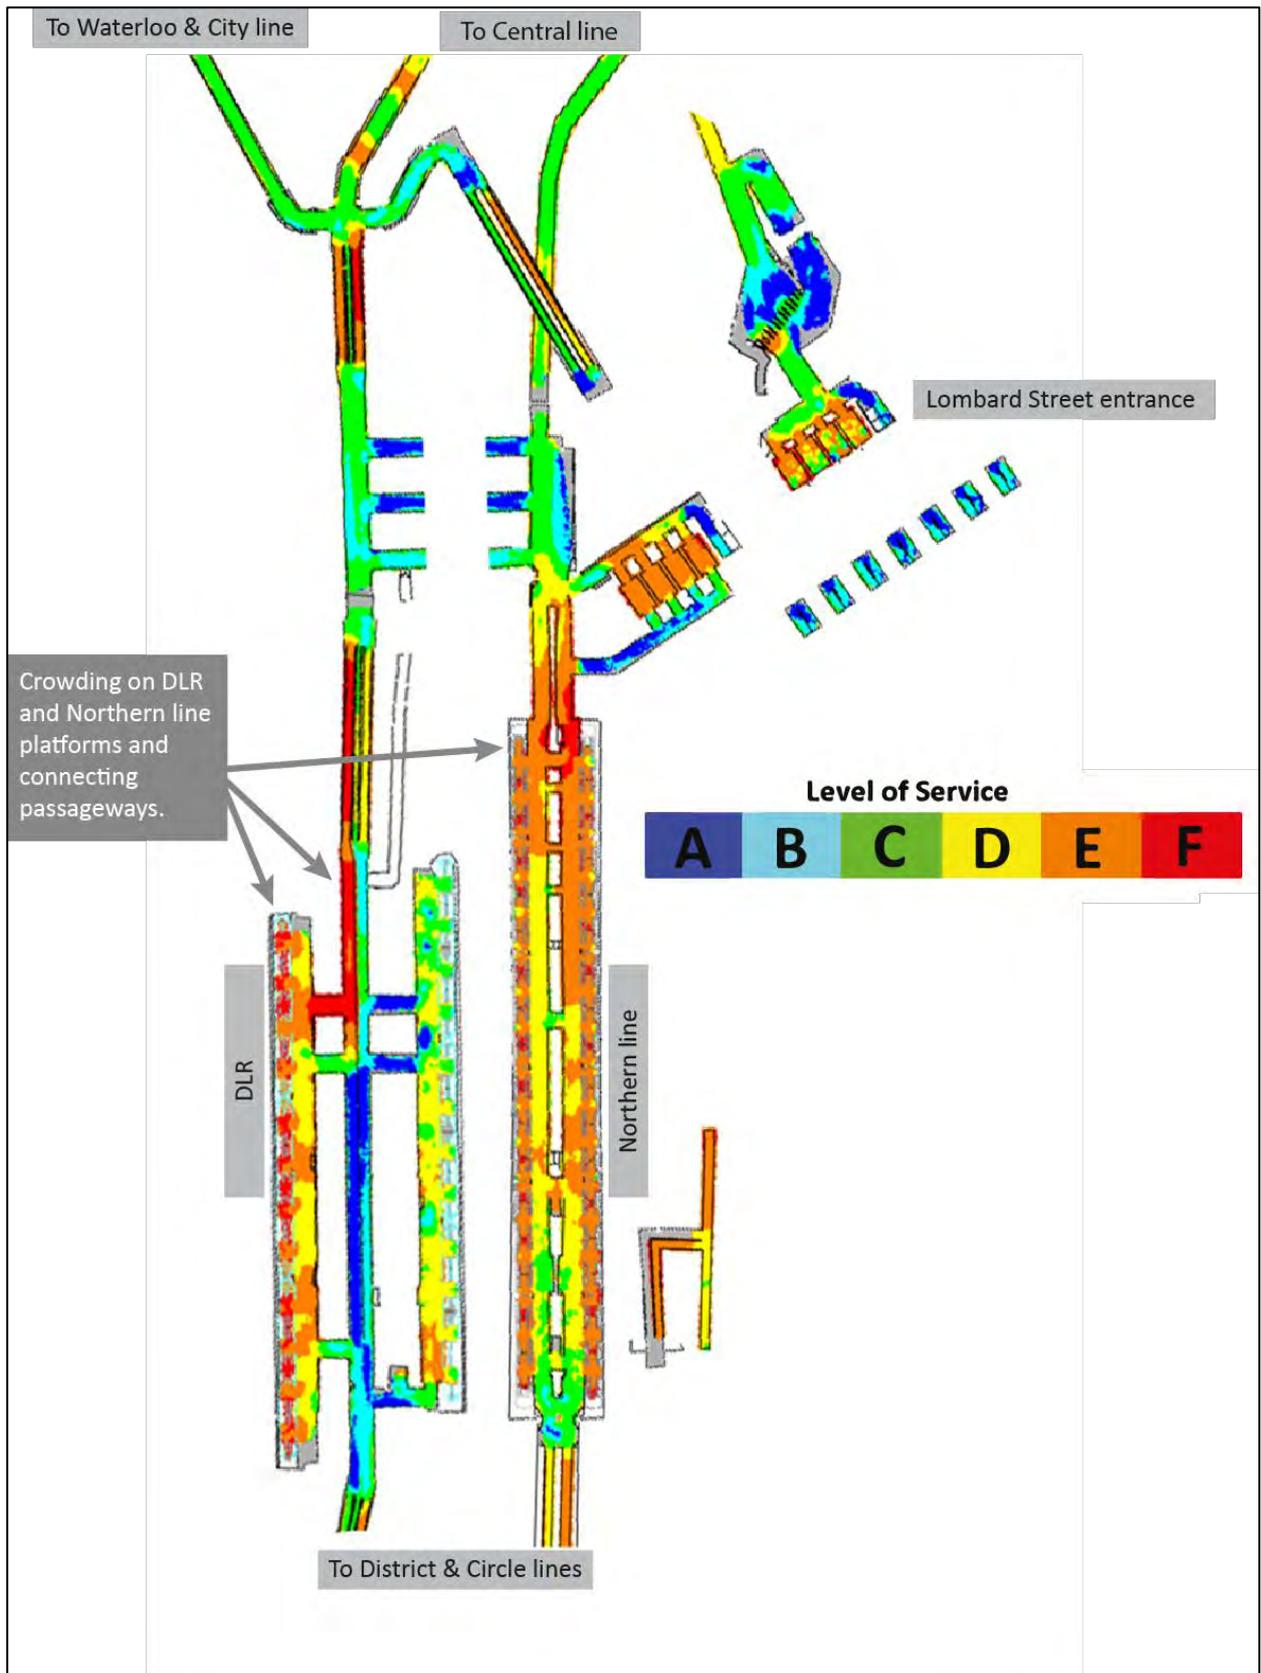 To Waterloo & City line
To Central line
Lombard Street entrance
Crowding on DLR
and Northern line
platforms and
connecting
passageways.
Level of Service
A B C D E F
DLR
Northern line
To District & Circle lines